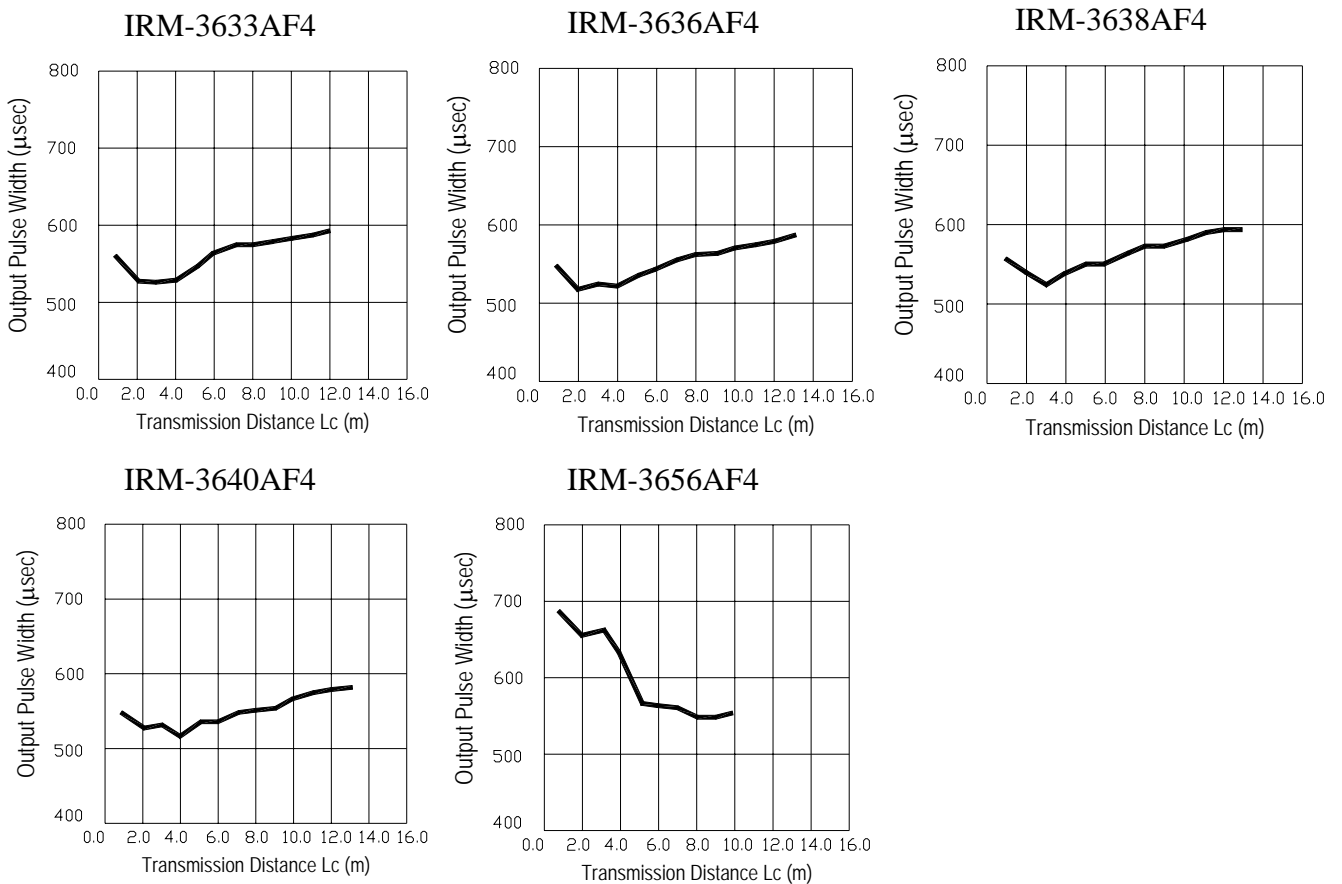 IRM-3633AF4
800
700
600
500
400
0.0 2.0 4.0 6.0 8.0 10.0 12.0 14.0 16.0
Output Pulse Width (μsec)
Transmission Distance Lc (m)
IRM-3636AF4
800
700
600
500
400
0.0 2.0 4.0 6.0 8.0 10.0 12.0 14.0 16.0
Output Pulse Width (μsec)
Transmission Distance Lc (m)
IRM-3638AF4
800
700
600
500
400
0.0 2.0 4.0 6.0 8.0 10.0 12.0 14.0 16.0
Output Pulse Width (μsec)
Transmission Distance Lc (m)
IRM-3640AF4
800
700
600
500
400
0.0 2.0 4.0 6.0 8.0 10.0 12.0 14.0 16.0
Output Pulse Width (μsec)
Transmission Distance Lc (m)
IRM-3656AF4
800
700
600
500
400
0.0 2.0 4.0 6.0 8.0 10.0 12.0 14.0 16.0
Output Pulse Width (μsec)
Transmission Distance Lc (m)